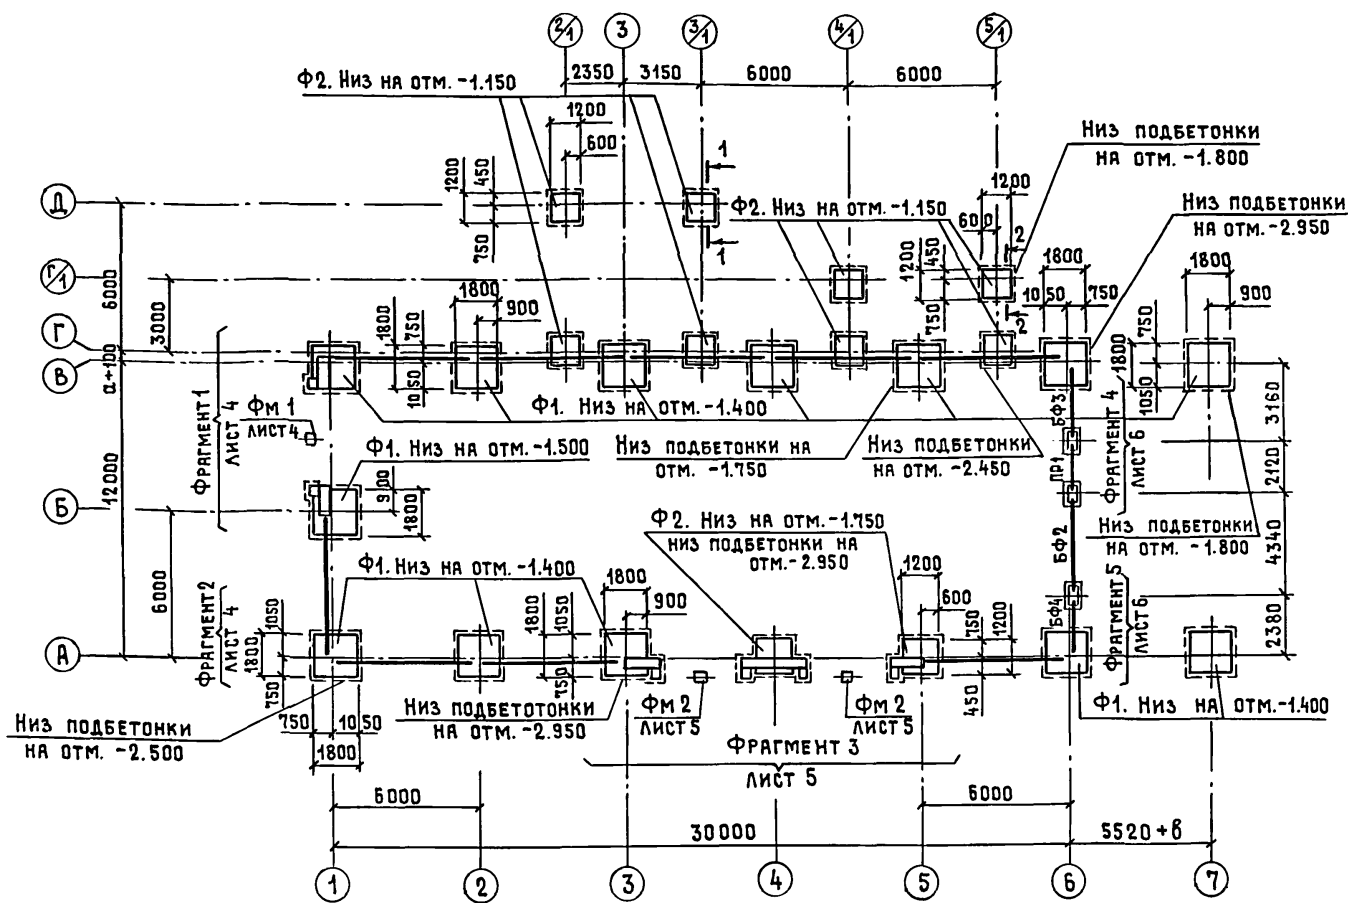 2/1
3
3/1
4/1
5/1
2350
3150
6000
6000
Ф2. Низ на отм. -1.150
1200
600
1200
450
750
1
1
Низ подбетонки
на отм. -1.800
1200
600
2
2
Ф2. Низ на отм. -1.150
1200
450
750
Низ подбетонки
на отм. -2.950
1800
1050
750
1800
900
750
1800
1050
Д
Г/1
Г
В
Б
А
6000
3000
а+100
12000
6000
1800
900
1800
750
1050
Фрагмент 1
лист 4
Фм 1
лист 4
Ф1. Низ на отм. -1.400
Ф1. Низ на отм. -1.500
900
1800
Низ подбетонки на
отм. -1.750
Низ подбетонки
на отм. -2.450
БФ3
ПР1
БФ2
БФ4
Фрагмент 4
лист 6
3160
2120
4340
2380
Низ подбетонки
на отм. -1.800
Ф2. Низ на отм. -1.750
низ подбетонки на
отм. -2.950
Ф1. Низ на отм. -1.400
1800
900
1800
1050
750
1200
600
750
1200
450
Фрагмент 2
лист 4
1050
1800
750
Фрагмент 5
лист 6
Низ подбетонки
на отм. -2.500
750
1050
1800
Низ подбетотонки
на отм. -2.950
Фм 2
лист 5
Фм 2
лист 5
Ф1. Низ на отм. -1.400
Фрагмент 3
лист 5
6000
6000
30000
5520+в
1
2
3
4
5
6
7